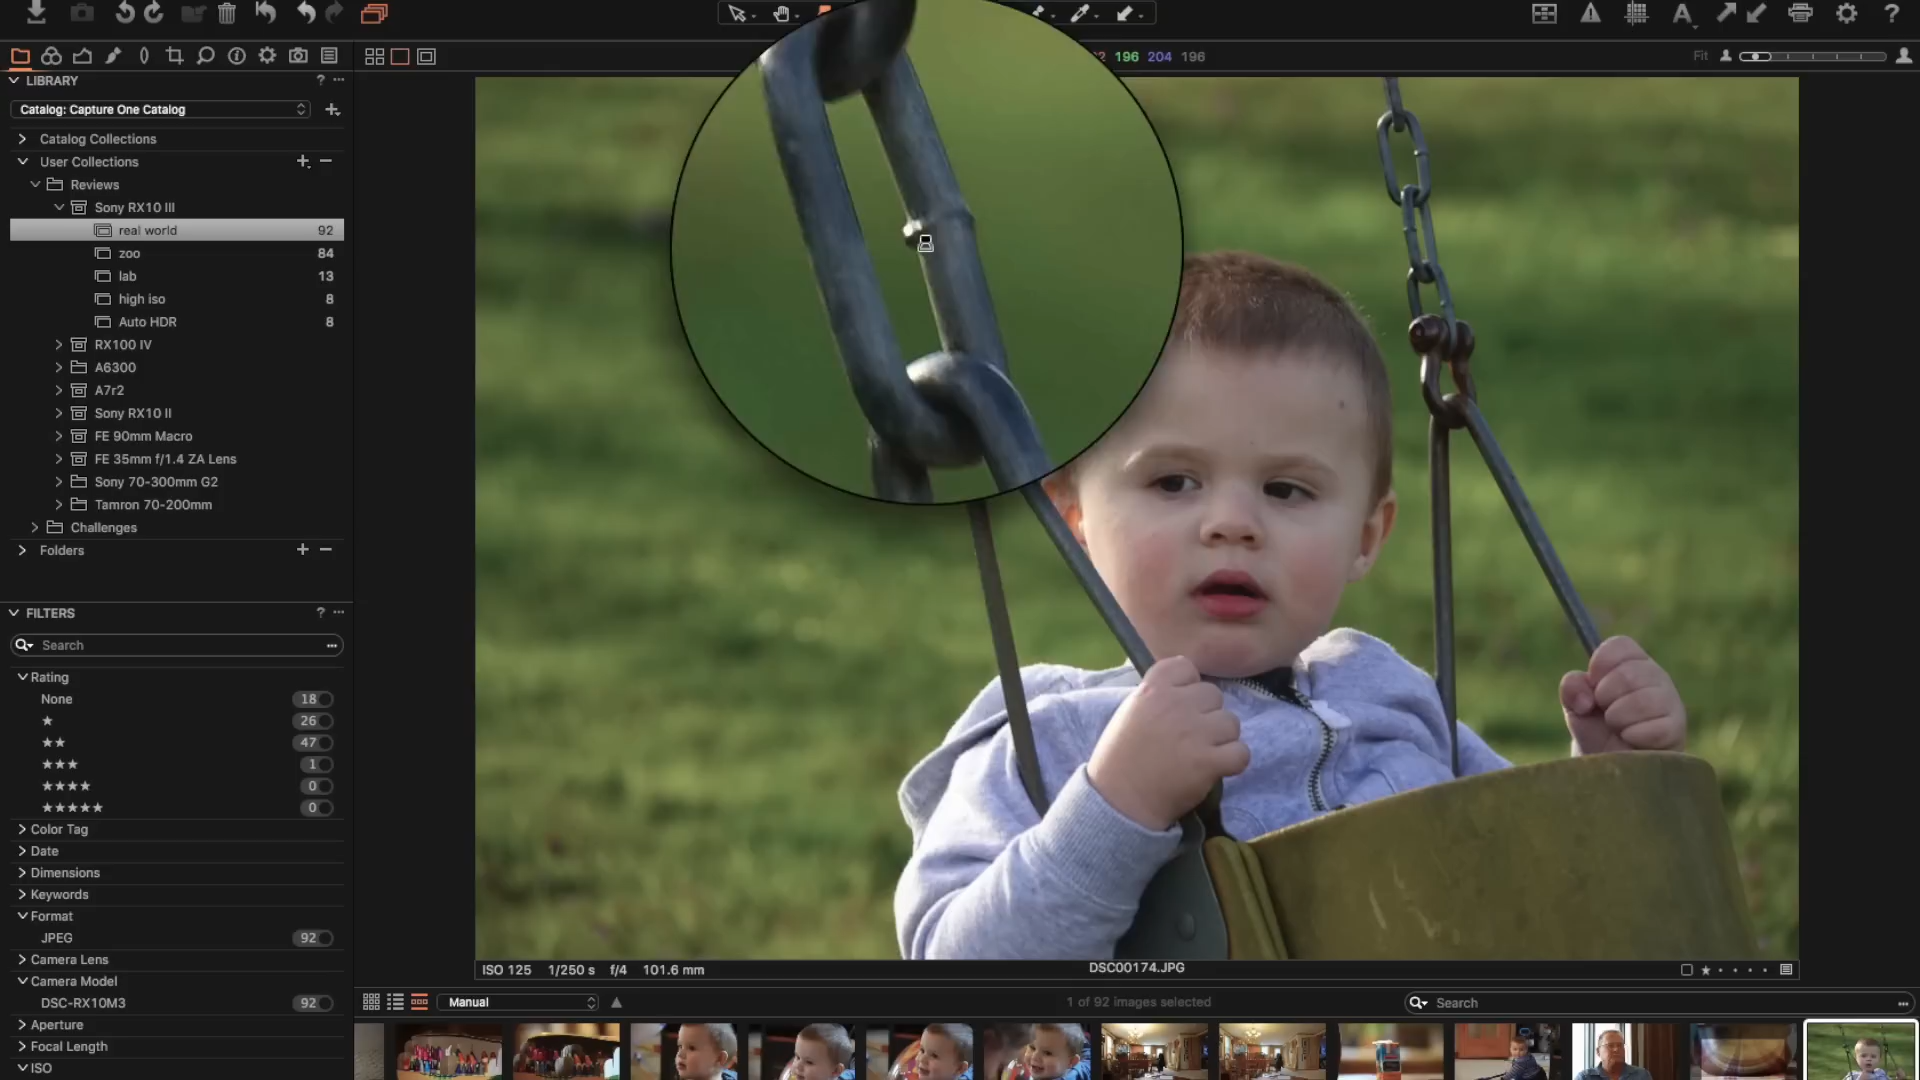 196 204 196
Fit
LIBRARY
Catalog: Capture One Catalog
Catalog Collections
User Collections
Reviews
Sony RX10 III
real world 92
zoo 84
lab 13
high iso 8
Auto HDR 8
RX100 IV
A6300
A7r2
Sony RX10 II
FE 90mm Macro
FE 35mm f/1.4 ZA Lens
Sony 70-300mm G2
Tamron 70-200mm
Challenges
Folders
FILTERS
Search
Rating
None 18
★ 26
★★ 47
★★★ 1
★★★★ 0
★★★★★ 0
Color Tag
Date
Dimensions
Keywords
Format
JPEG 92
Camera Lens
Camera Model
DSC-RX10M3 92
Aperture
Focal Length
ISO
ISO 125 1/250 s f/4 101.6 mm
DSC00174.JPG
Manual
1 of 92 images selected
Search